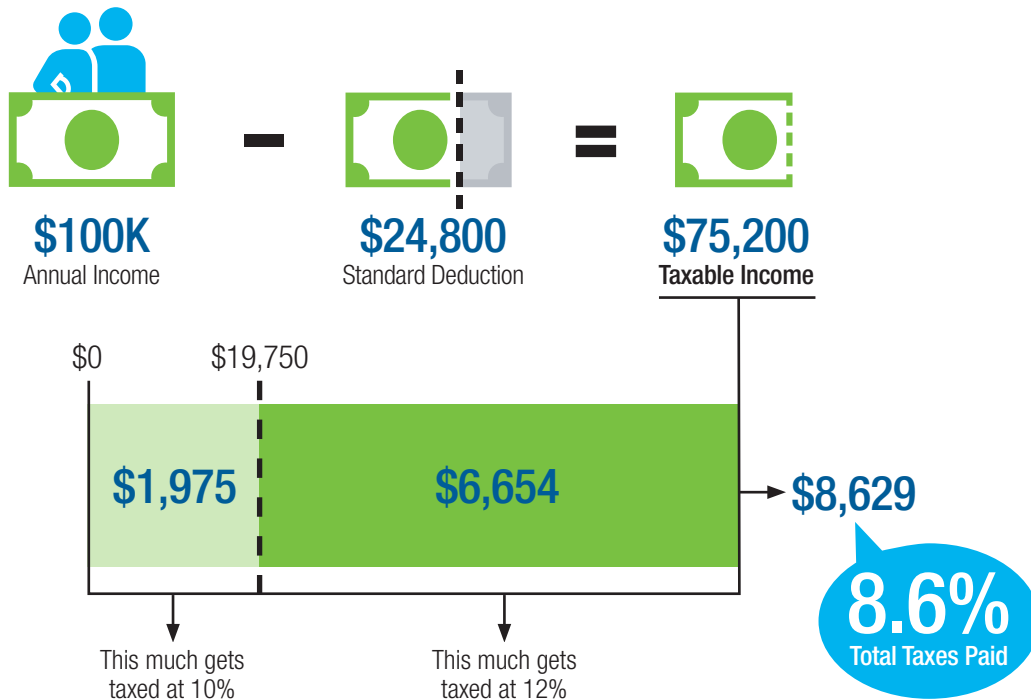 $100K
Annual Income
$24,800
Standard Deduction
$75,200
Taxable Income
$0
$19,750
$1,975
$6,654
$8,629
8.6%
Total Taxes Paid
This much gets
taxed at 10%
This much gets
taxed at 12%